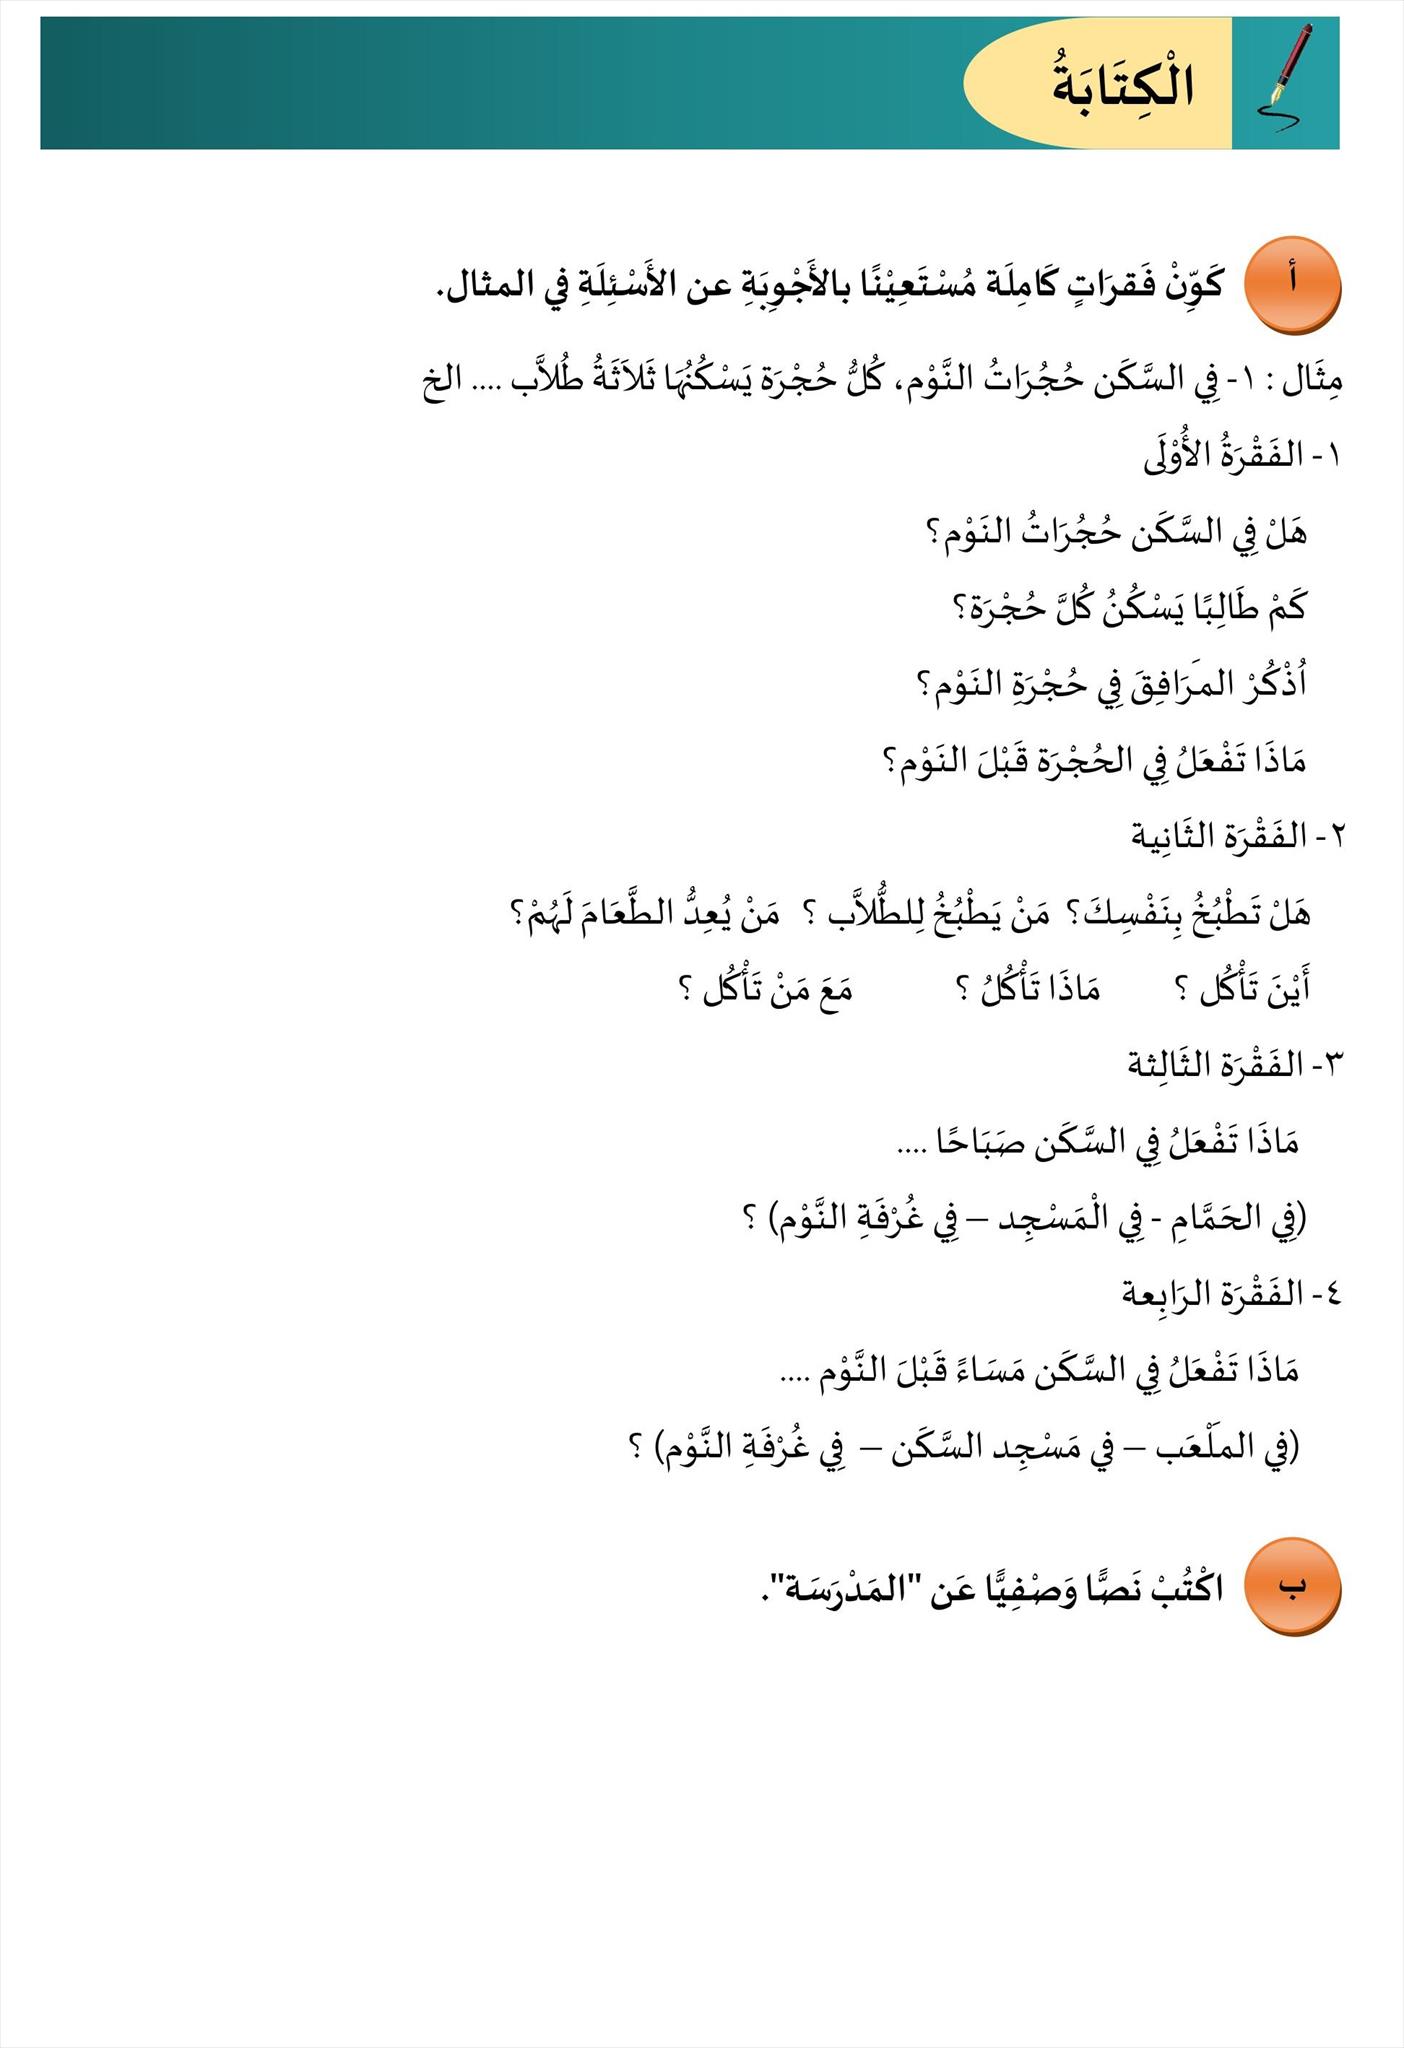 الْكِتَابَةُ
أ
كَوِّنْ فَقرَاتٍ كَامِلَة مُسْتَعِيْنًا بالأَجْوِبَةِ عن الأَسْئِلَةِ في المثال.
مِثَال : ١- فِي السَّكَن حُجُرَاتُ النَّوْم، كُلُّ حُجْرَة يَسْكُنُهَا ثَلاَثَةُ طُلاَّب .... الخ
١- الفَقْرَةُ الأُوْلَى
هَلْ فِي السَّكَن حُجُرَاتُ النَوْم؟
كَمْ طَالِبًا يَسْكُنُ كُلَّ حُجْرَة؟
اُذْكُرْ المَرَافِقَ فِي حُجْرَةِ النَوْم؟
مَاذَا تَفْعَلُ فِي الحُجْرَة قَبْلَ النَوْم؟
٢- الفَقْرَة الثَانِية
هَلْ تَطْبُخُ بِنَفْسِكَ؟ مَنْ يَطْبُخُ لِلطُّلاَّب ؟ مَنْ يُعِدُّ الطَّعَامَ لَهُمْ؟
أَيْنَ تَأْكُل ؟ مَاذَا تَأْكُلُ ؟ مَعَ مَنْ تَأْكُل ؟
٣- الفَقْرَة الثَالِثة
مَاذَا تَفْعَلُ فِي السَّكَن صَبَاحًا ....
(فِي الحَمَّامِ - فِي الْمَسْجِد – فِي غُرْفَةِ النَّوْم) ؟
٤- الفَقْرَة الرَابِعة
مَاذَا تَفْعَلُ فِي السَّكَن مَسَاءً قَبْلَ النَّوْم ....
(في الملَْعَب – في مَسْجِد السَّكَن – فِي غُرْفَةِ النَّوْم) ؟
ب
اكْتُبْ نَصًّا وَصْفِيًّا عَن "المَدْرَسَة".